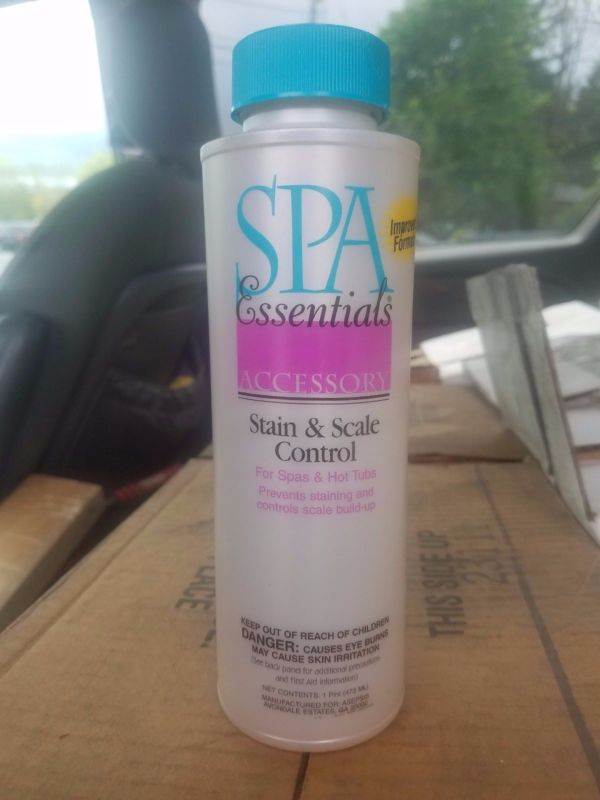 SPA
Essentials®
Improved
Formula
ACCESSORY
Stain & Scale
Control
For Spas & Hot Tubs
Prevents staining and
controls scale build-up
KEEP OUT OF REACH OF CHILDREN
DANGER: CAUSES EYE BURNS
MAY CAUSE SKIN IRRITATION
(See back panel for additional precautions
and First Aid information)
NET CONTENTS: 1 Pint (473 ML)
MANUFACTURED FOR: ASEPSIS
AVONDALE ESTATES, GA
THIS SIDE UP